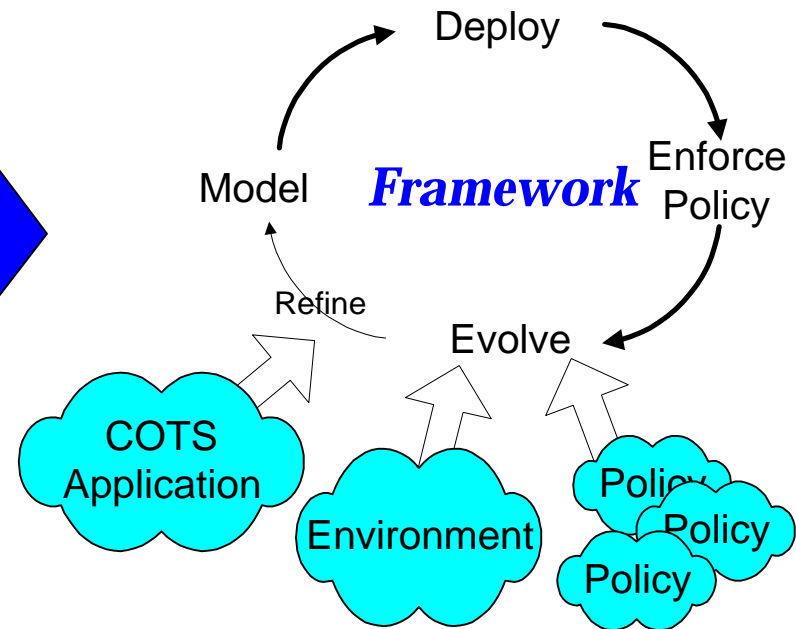 Deploy
Enforce
Policy
Model
Framework
Refine
Evolve
COTS
Application
Environment
Policy
Policy
Policy